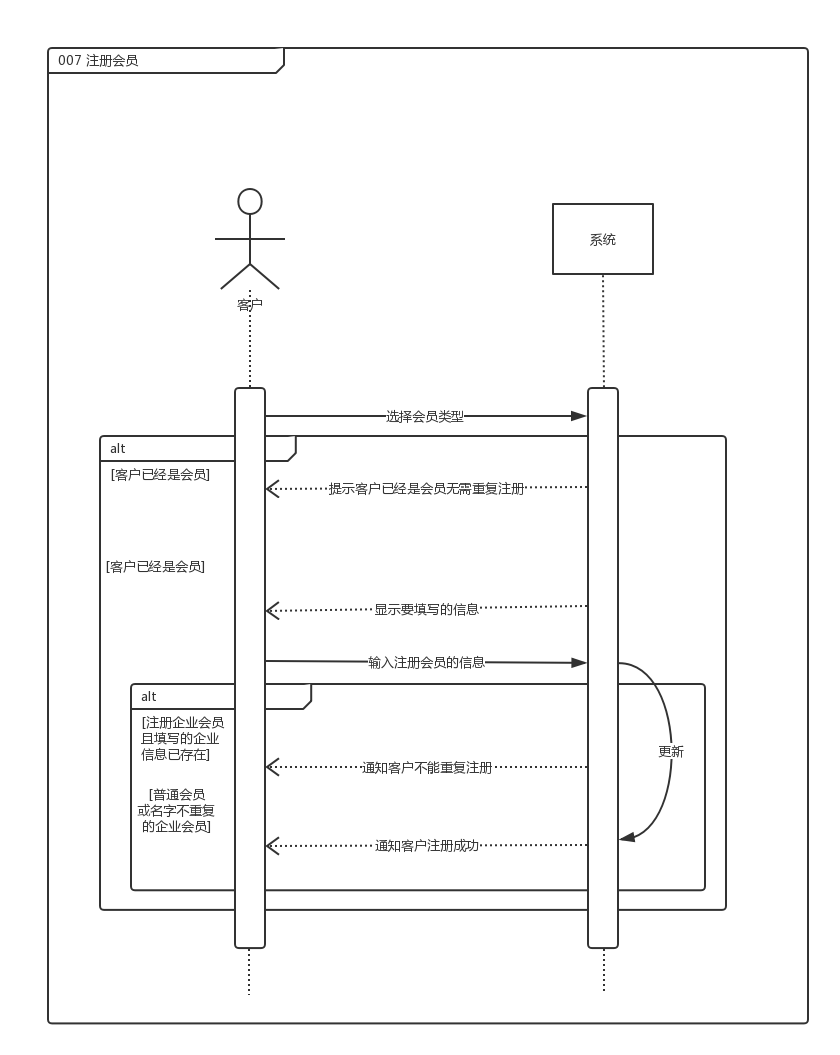 007 注册会员
系统
客户
选择会员类型
alt
[客户已经是会员]
提示客户已经是会员无需重复注册
[客户已经是会员]
显示要填写的信息
输入注册会员的信息
alt
[注册企业会员
且填写的企业
信息已存在]
更新
通知客户不能重复注册
[普通会员
或名字不重复
的企业会员]
通知客户注册成功